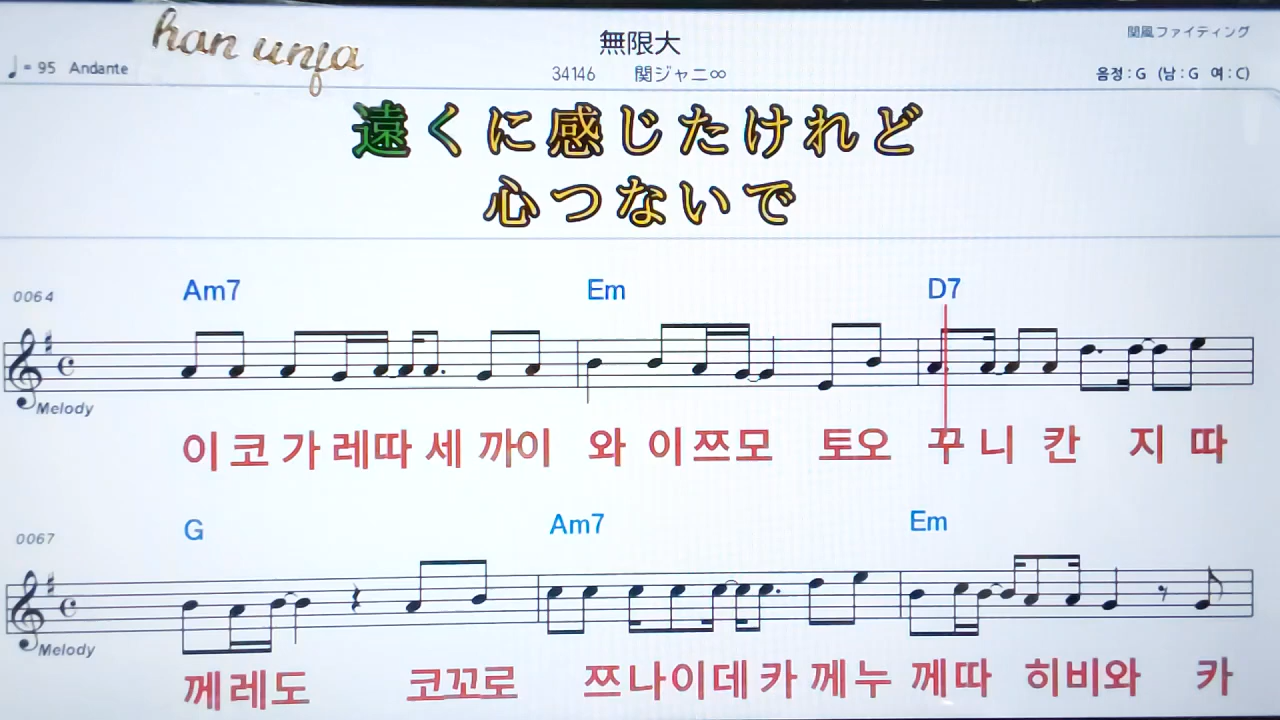 han unja
無限大
関風ファイティング
♩= 95 Andante
34146 関ジャニ∞
음정 : G (남 : G 여 : C)
遠くに感じたけれど
心つないで
0064 Am7 Em D7
Melody
이 코 가 레 따 세 까 이 와 이 쯔 모 토 오 꾸 니 칸 지 따
0067 G Am7 Em
Melody
께 레 도 코 꼬 로 쯔 나 이 데 카 께 누 께 따 히 비 와 카